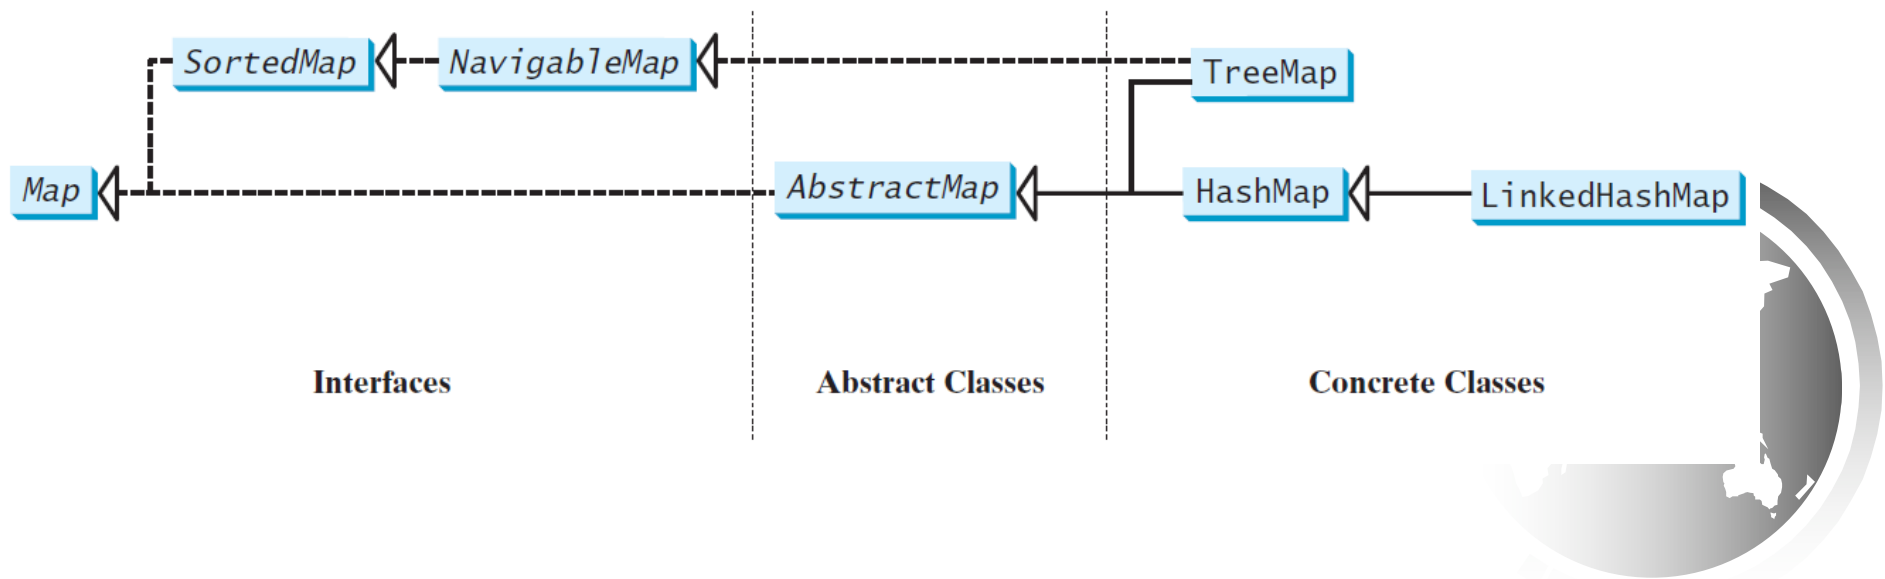 SortedMap
NavigableMap
TreeMap
Map
AbstractMap
HashMap
LinkedHashMap
Interfaces
Abstract Classes
Concrete Classes